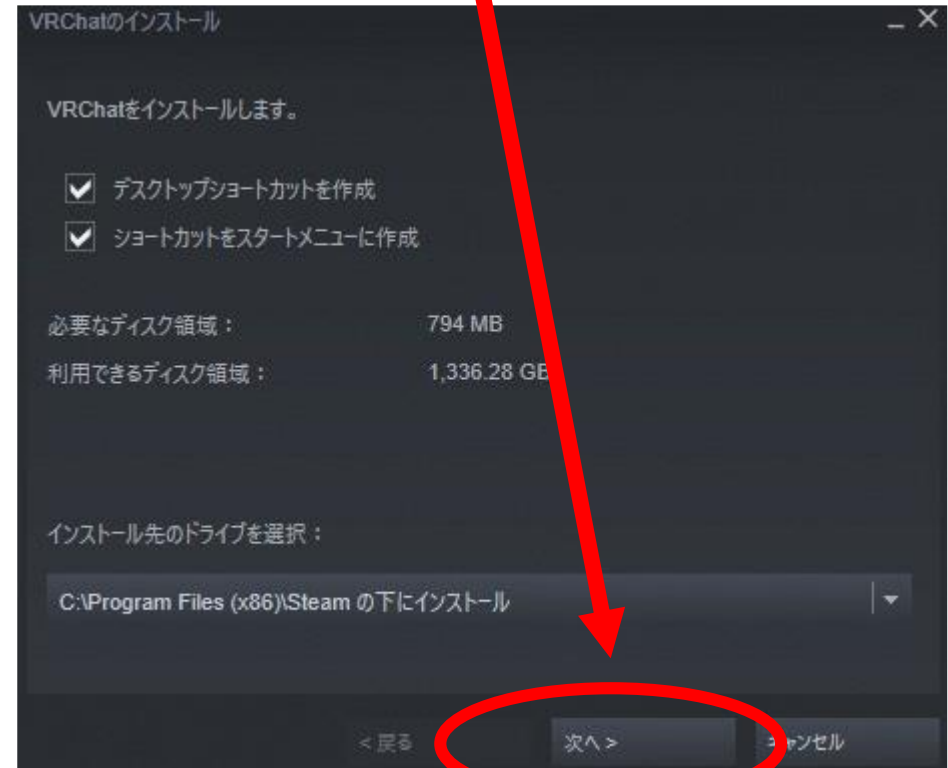 VRChatのインストール
VRChatをインストールします。
デスクトップショートカットを作成
ショートカットをスタートメニューに作成
必要なディスク領域： 794 MB
利用できるディスク領域： 1,336.28 GB
インストール先のドライブを選択：
C:\Program Files (x86)\Steam の下にインストール
< 戻る 次へ > キャンセル